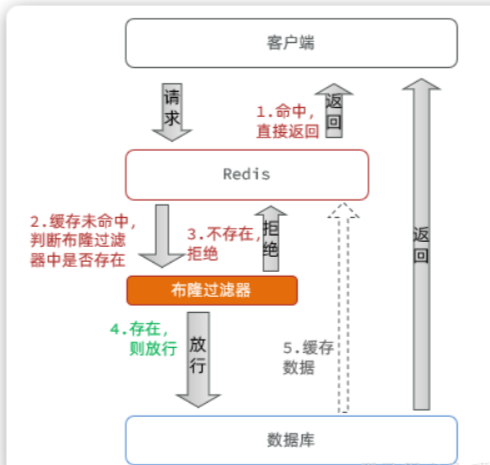 客户端
请求
1.命中,
直接返回
返回
Redis
2.缓存未命中,
判断布隆过滤
器中是否存在
3.不存在,
拒绝
拒绝
返回
布隆过滤器
4.存在,
则放行
放行
5.缓存
数据
数据库